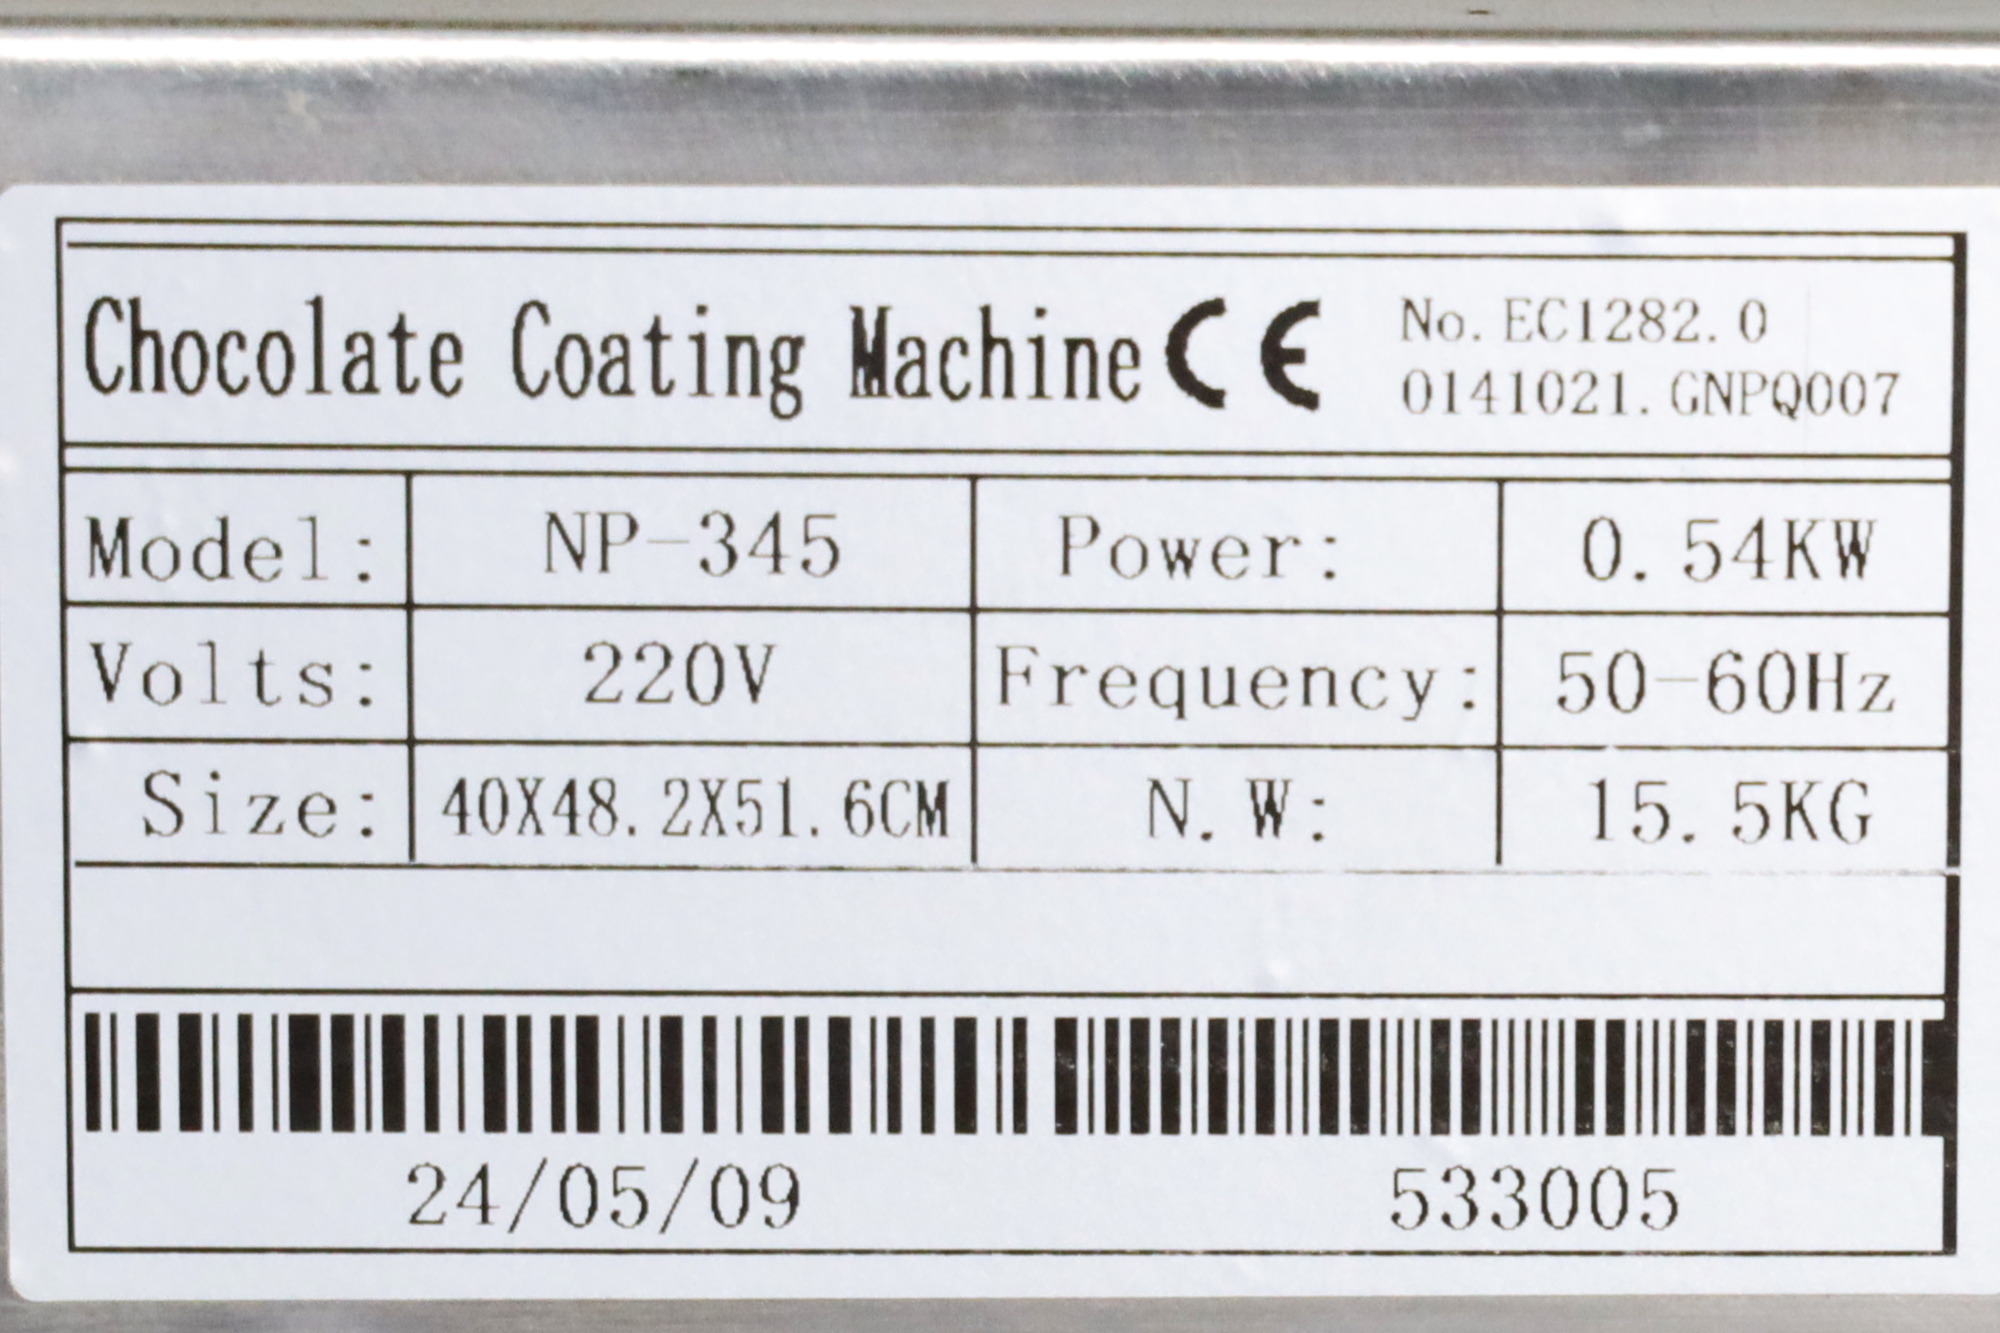 Chocolate Coating Machine CE No.EC1282.0
0141021.GNPQ007
Model: NP-345 Power: 0.54KW
Volts: 220V Frequency: 50-60Hz
Size: 40X48.2X51.6CM N.W: 15.5KG
24/05/09 533005